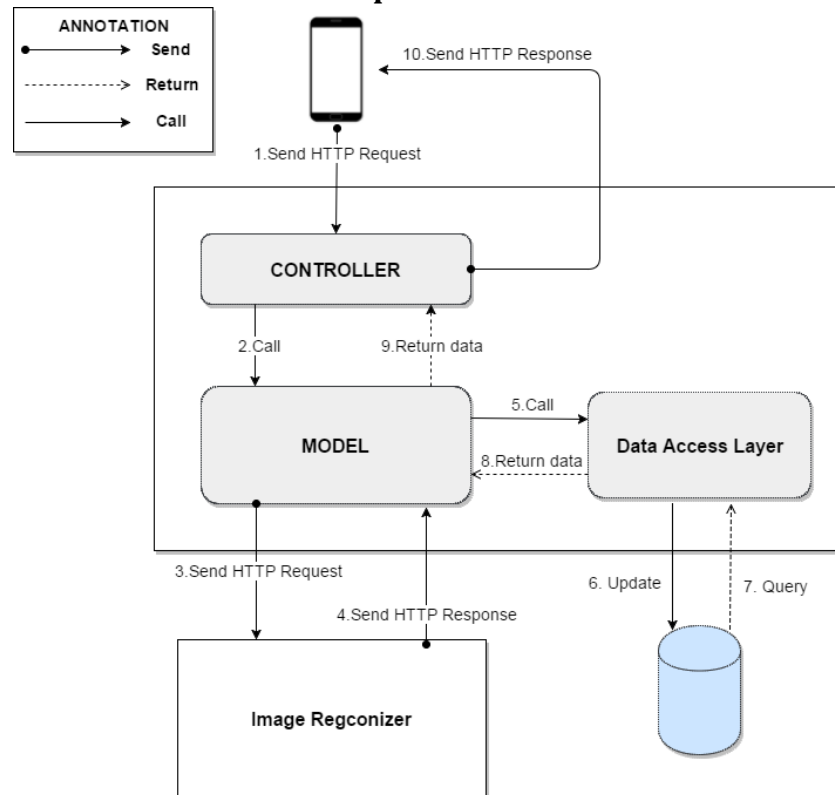 ANNOTATION
Send
Return
Call
10.Send HTTP Response
1.Send HTTP Request
CONTROLLER
2.Call
9.Return data
MODEL
5.Call
8.Return data
Data Access Layer
3.Send HTTP Request
4.Send HTTP Response
6. Update
7. Query
Image Regconizer